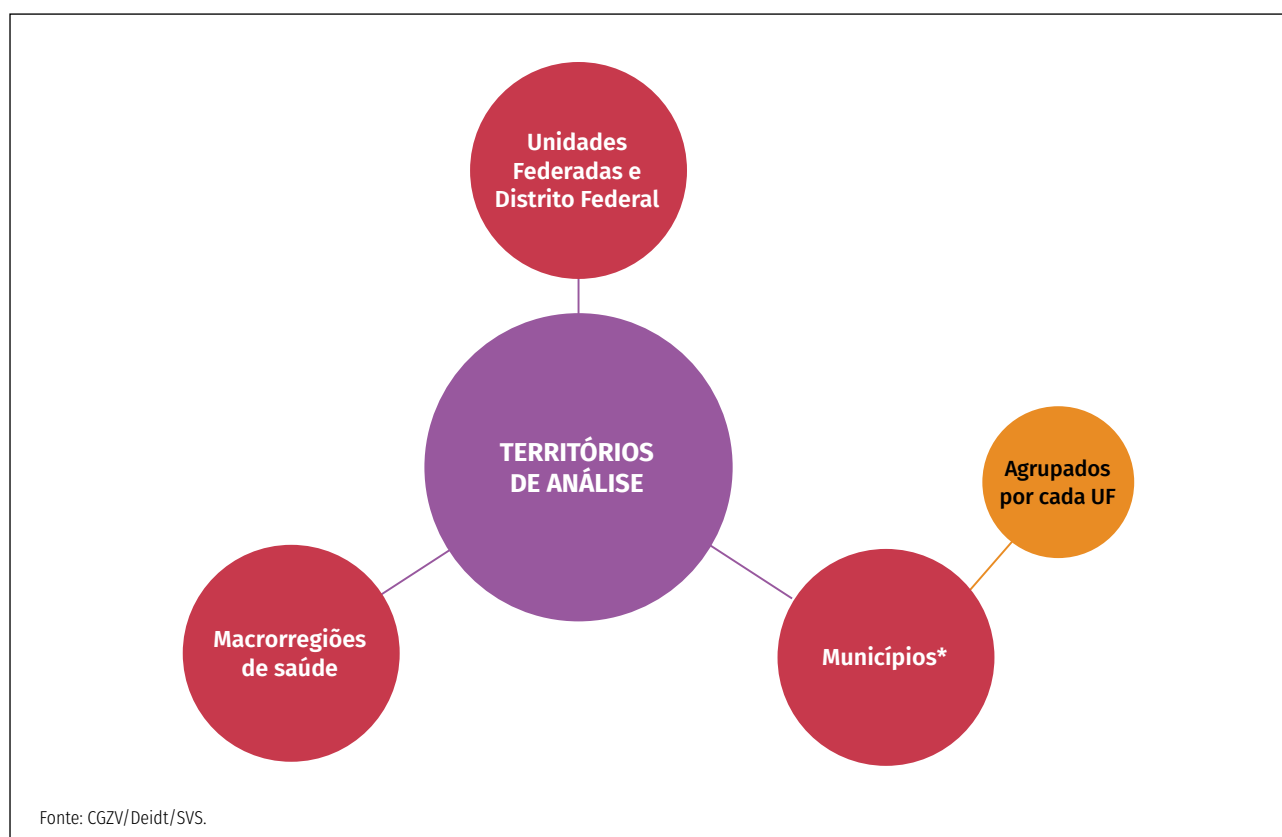 Unidades
Federadas e
Distrito Federal
TERRITÓRIOS
DE ANÁLISE
Agrupados
por cada UF
Macrorregiões
de saúde
Municípios*
Fonte: CGZV/Deidt/SVS.